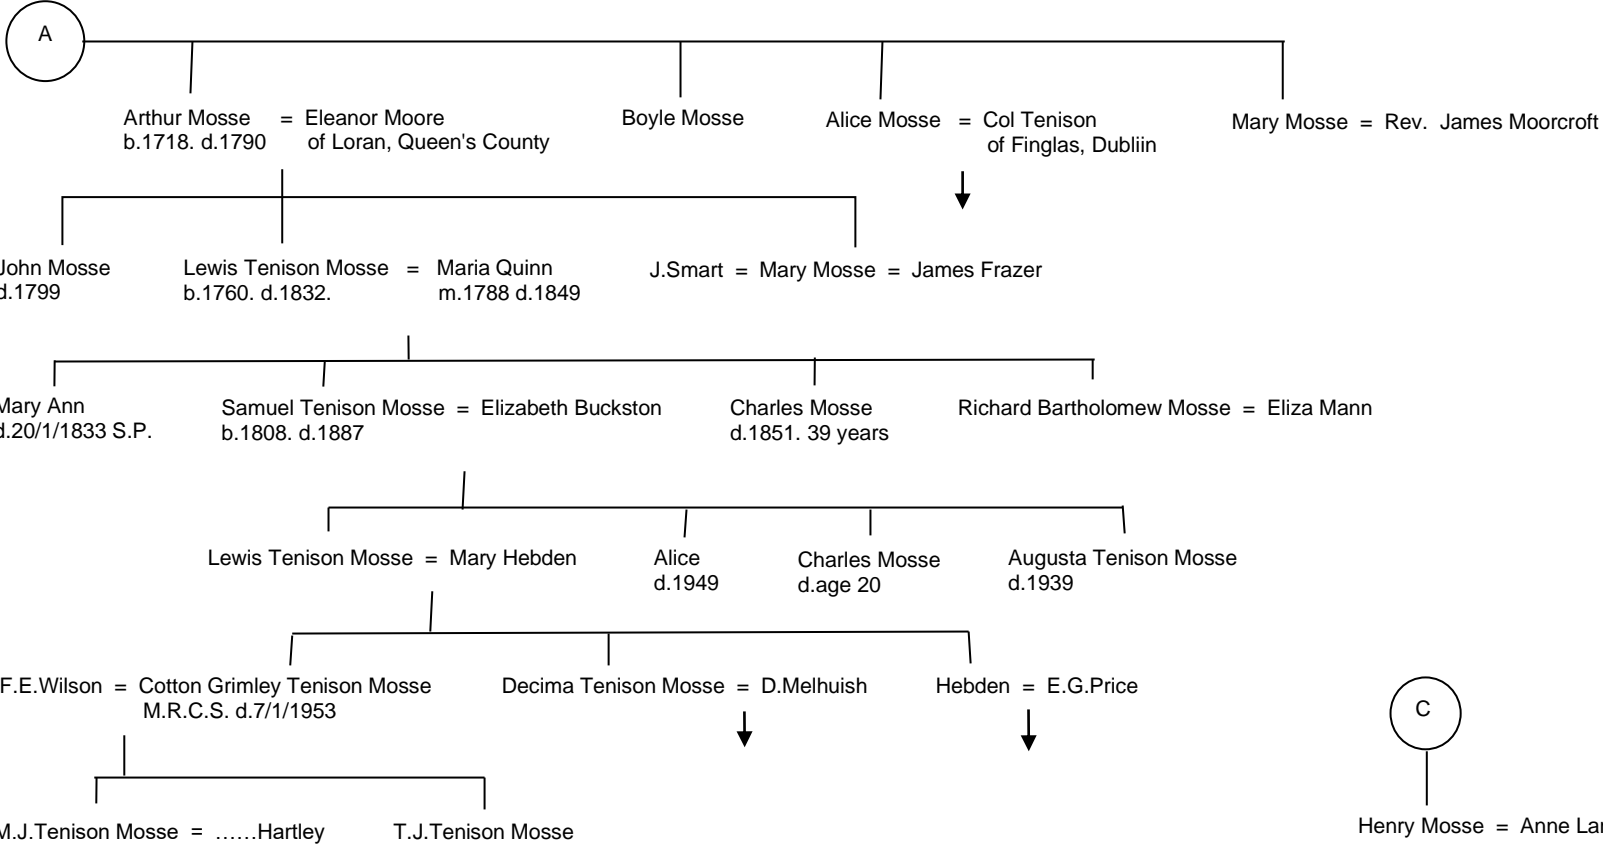 A
Arthur Mosse = Eleanor Moore
b.1718. d.1790 of Loran, Queen's County
Boyle Mosse
Alice Mosse = Col Tenison
of Finglas, Dubliin
Mary Mosse = Rev. James Moorcroft
John Mosse
d.1799
Lewis Tenison Mosse = Maria Quinn
b.1760. d.1832. m.1788 d.1849
J.Smart = Mary Mosse = James Frazer
Mary Ann
d.20/1/1833 S.P.
Samuel Tenison Mosse = Elizabeth Buckston
b.1808. d.1887
Charles Mosse
d.1851. 39 years
Richard Bartholomew Mosse = Eliza Mann
Lewis Tenison Mosse = Mary Hebden
Alice
d.1949
Charles Mosse
d.age 20
Augusta Tenison Mosse
d.1939
F.E.Wilson = Cotton Grimley Tenison Mosse
M.R.C.S. d.7/1/1953
Decima Tenison Mosse = D.Melhuish
Hebden = E.G.Price
C
M.J.Tenison Mosse = ......Hartley
T.J.Tenison Mosse
Henry Mosse = Anne